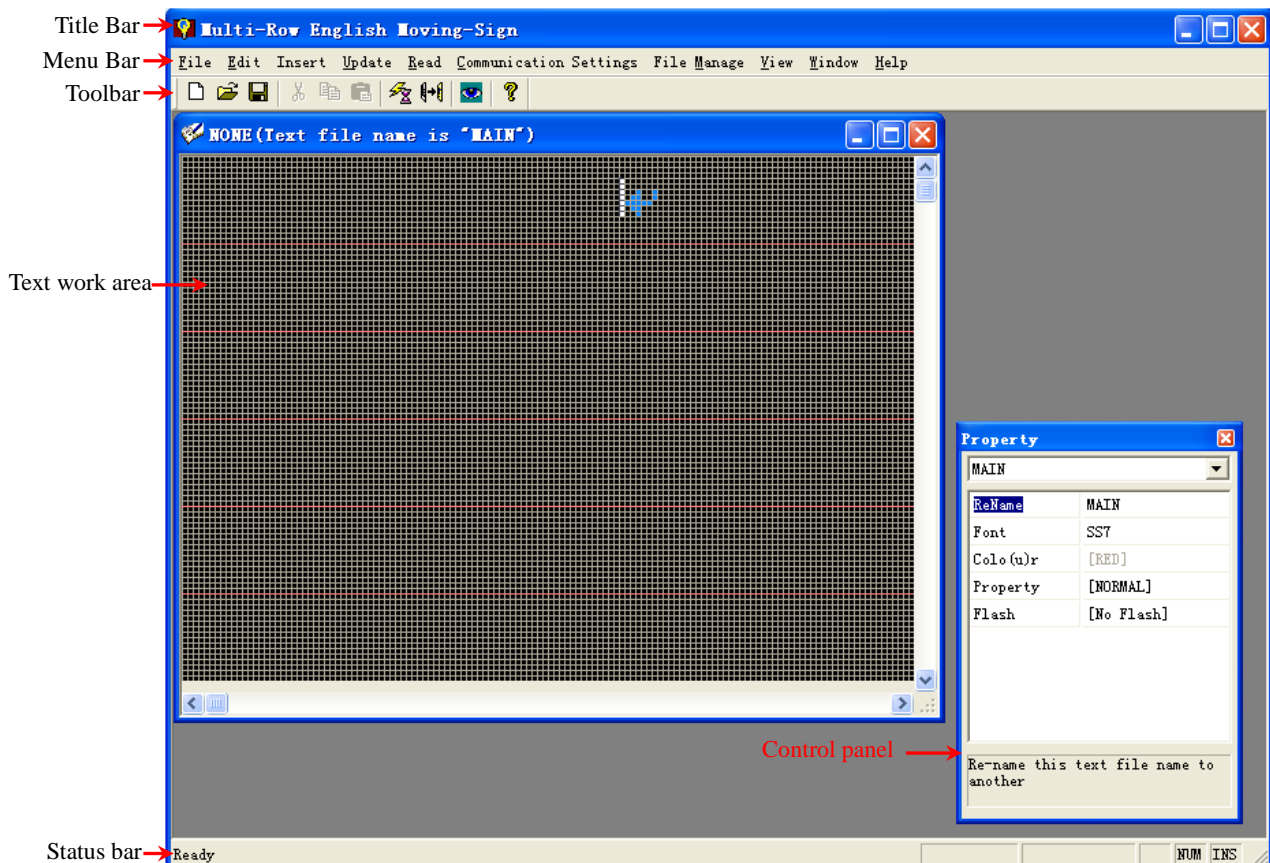 Title Bar
Multi-Row English Moving-Sign
Menu Bar
File Edit Insert Update Read Communication Settings File Manage View Window Help
Toolbar
NONE(Text file name is "MAIN")
Text work area
Property
MAIN
ReName MAIN
Font SS7
Colo(u)r [RED]
Property [NORMAL]
Flash [No Flash]
Control panel
Re-name this text file name to
another
Status bar
Ready
NUM INS